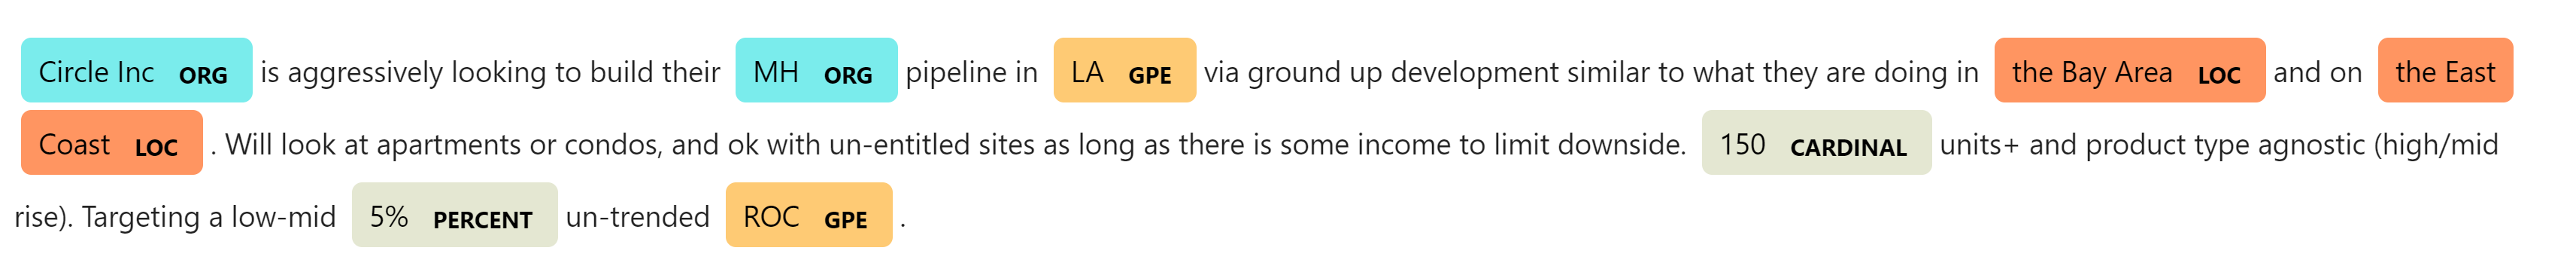 Circle Inc ORG is aggressively looking to build their MH ORG pipeline in LA GPE via ground up development similar to what they are doing in the Bay Area LOC and on the East
Coast LOC . Will look at apartments or condos, and ok with un-entitled sites as long as there is some income to limit downside. 150 CARDINAL units+ and product type agnostic (high/mid
rise). Targeting a low-mid 5% PERCENT un-trended ROC GPE .